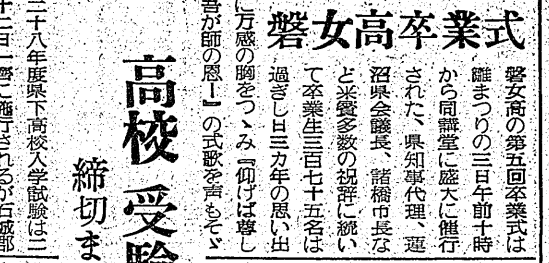 磐女高卒業式
磐女高の第五回卒業式は
雛まつりの三日午前十時
から同講堂に盛大に催行
された、県知事代理、蓮
沼県会議長、諸橋市長な
ど来賓多数の祝辞に続い
て卒業生三百七十五名は
過ぎし日三カ年の思い出
に万感の胸をつゝみ『仰げば尊し
吾が師の恩ー』の式歌を声もそゞ
高校受験
締切ま
二十八年度県下高校入学試験は二
十二日一齊に施行されるが石城郡